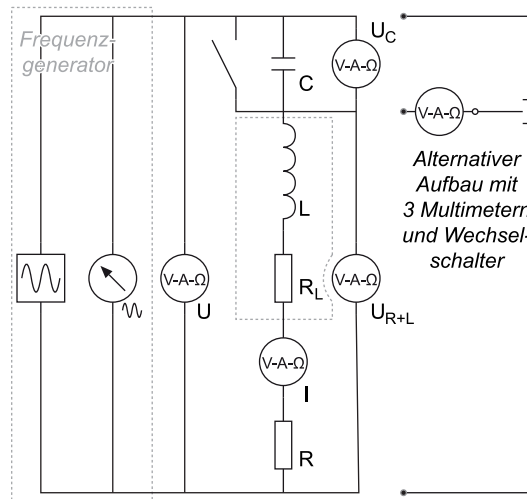 Frequenz-
generator
U_C
V-A-Ω
C
V-A-Ω
L
Alternativer
Aufbau mit
3 Multimetern
und Wechsel-
schalter
V-A-Ω
U
R_L
V-A-Ω
U_R+L
V-A-Ω
I
R